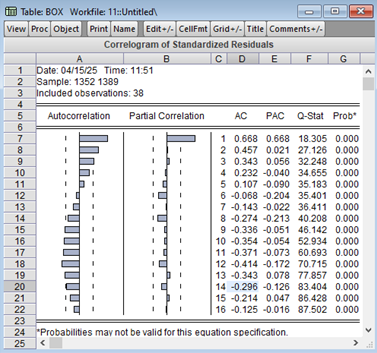 Table: BOX Workfile: 11::Untitled\
View Proc Object Print Name Edit+/- CellFmt Grid+/- Title Comments+/-
Correlogram of Standardized Residuals
A B C D E F G
1 Date: 04/15/25 Time: 11:51
2 Sample: 1352 1389
3 Included observations: 38
4
5 Autocorrelation Partial Correlation AC PAC Q-Stat Prob*
6
7 1 0.668 0.668 18.305 0.000
8 2 0.457 0.021 27.126 0.000
9 3 0.343 0.056 32.248 0.000
10 4 0.232 -0.040 34.655 0.000
11 5 0.107 -0.090 35.183 0.000
12 6 -0.068 -0.204 35.401 0.000
13 7 -0.143 -0.022 36.411 0.000
14 8 -0.274 -0.213 40.208 0.000
15 9 -0.336 -0.051 46.142 0.000
16 10 -0.354 -0.054 52.934 0.000
17 11 -0.371 -0.073 60.693 0.000
18 12 -0.414 -0.172 70.715 0.000
19 13 -0.343 0.078 77.857 0.000
20 14 -0.296 -0.126 83.404 0.000
21 15 -0.214 0.047 86.428 0.000
22 16 -0.125 -0.016 87.502 0.000
23
24 *Probabilities may not be valid for this equation specification.
25